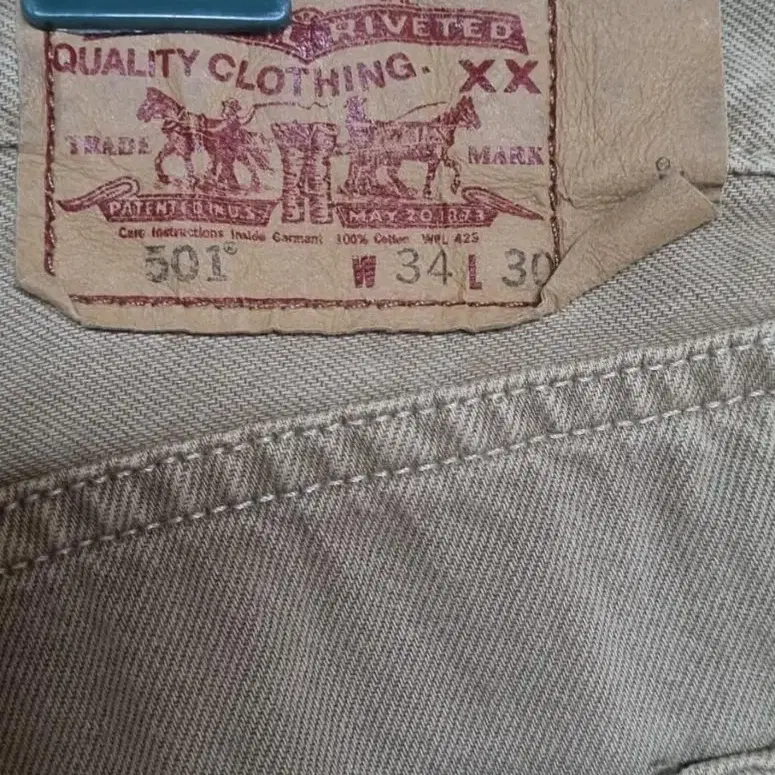 RIVETED
QUALITY CLOTHING. XX
TRADE MARK
PATENTED IN U.S. MAY 20 1873
Care Instructions Inside Garment 100% Cotton WPL 423
501® W 34 L 30